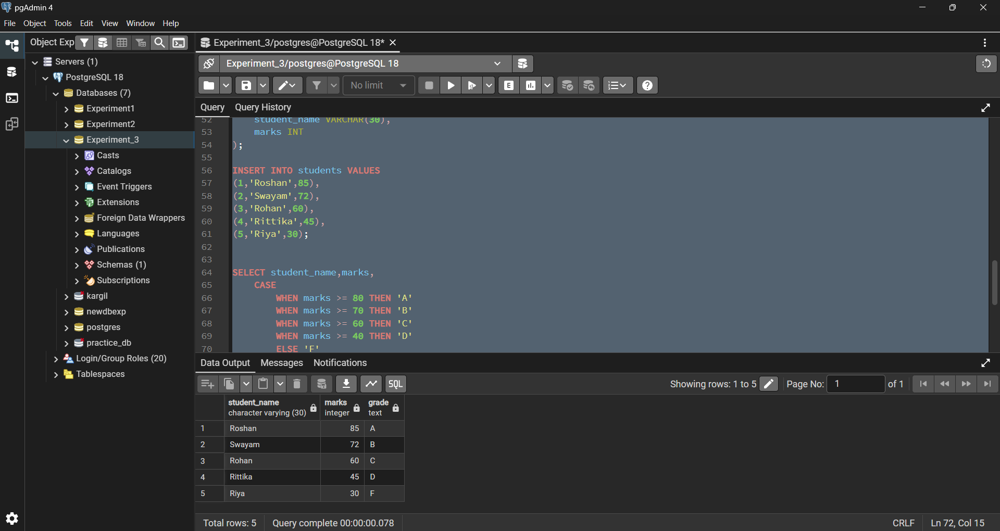 pgAdmin 4
File Object Tools Edit View Window Help
Object Exp
Experiment_3/postgres@PostgreSQL 18*
Servers (1)
PostgreSQL 18
Databases (7)
Experiment1
Experiment2
Experiment_3
Casts
Catalogs
Event Triggers
Extensions
Foreign Data Wrappers
Languages
Publications
Schemas (1)
Subscriptions
kargil
newdbexp
postgres
practice_db
Login/Group Roles (20)
Tablespaces
Experiment_3/postgres@PostgreSQL 18
No limit
E
Query Query History
52 student_name VARCHAR(30),
53 marks INT
54 );
55
56 INSERT INTO students VALUES
57 (1,'Roshan',85),
58 (2,'Swayam',72),
59 (3,'Rohan',60),
60 (4,'Rittika',45),
61 (5,'Riya',30);
62
63
64 SELECT student_name,marks,
65 CASE
66 WHEN marks >= 80 THEN 'A'
67 WHEN marks >= 70 THEN 'B'
68 WHEN marks >= 60 THEN 'C'
69 WHEN marks >= 40 THEN 'D'
70 ELSE 'F'
Data Output Messages Notifications
SQL
Showing rows: 1 to 5
Page No: 1 of 1
student_name marks grade
character varying (30) integer text
1 Roshan 85 A
2 Swayam 72 B
3 Rohan 60 C
4 Rittika 45 D
5 Riya 30 F
Total rows: 5 Query complete 00:00:00.078 CRLF Ln 72, Col 15